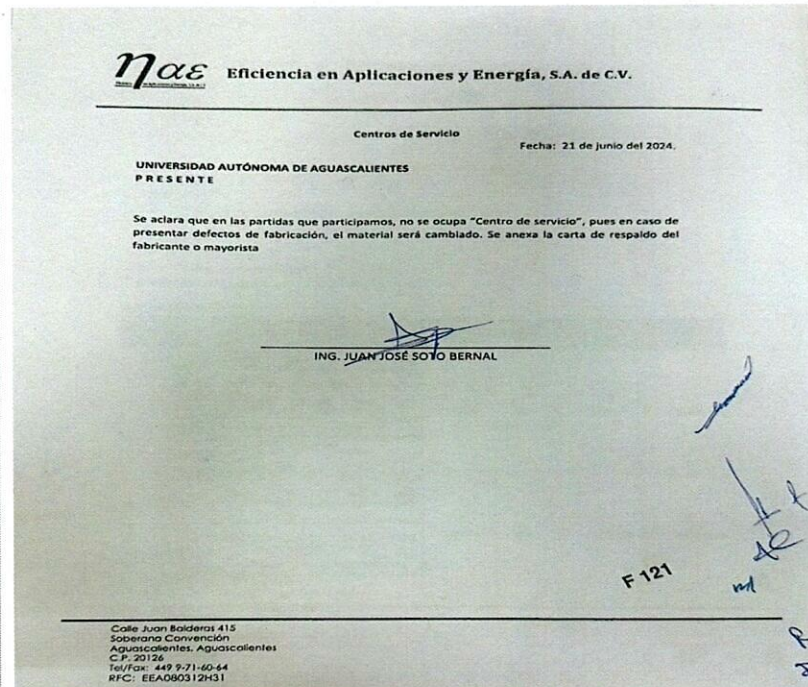 ηαε Eficiencia en Aplicaciones y Energía, S.A. de C.V.
Centros de Servicio
Fecha: 21 de junio del 2024.
UNIVERSIDAD AUTÓNOMA DE AGUASCALIENTES
P R E S E N T E
Se aclara que en las partidas que participamos, no se ocupa "Centro de servicio", pues en caso de
presentar defectos de fabricación, el material será cambiado. Se anexa la carta de respaldo del
fabricante o mayorista
ING. JUAN JOSÉ SOTO BERNAL
F 121
Calle Juan Balderas 415
Soberana Convención
Aguascalientes, Aguascalientes
C.P. 20126
Tel/Fax: 449 9-71-60-64
RFC: EEA080312H31